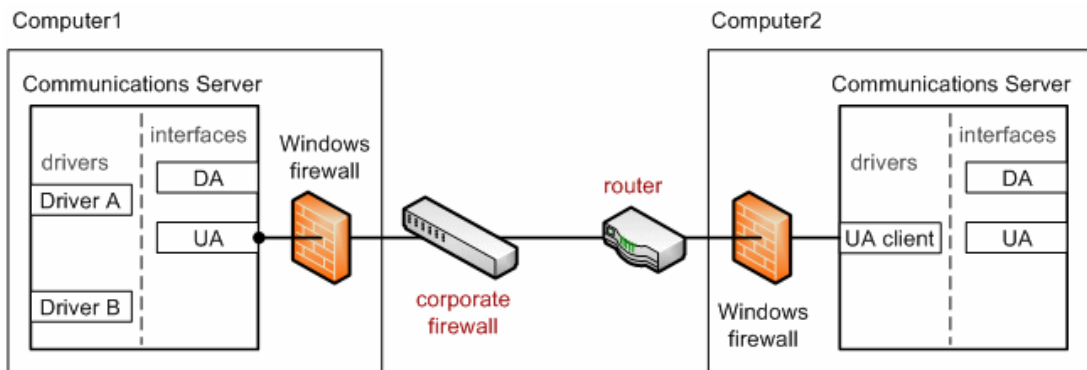 Computer1
Computer2
Communications Server
drivers
interfaces
DA
Driver A
UA
Driver B
Windows
firewall
corporate
firewall
router
Windows
firewall
Communications Server
drivers
interfaces
DA
UA client
UA